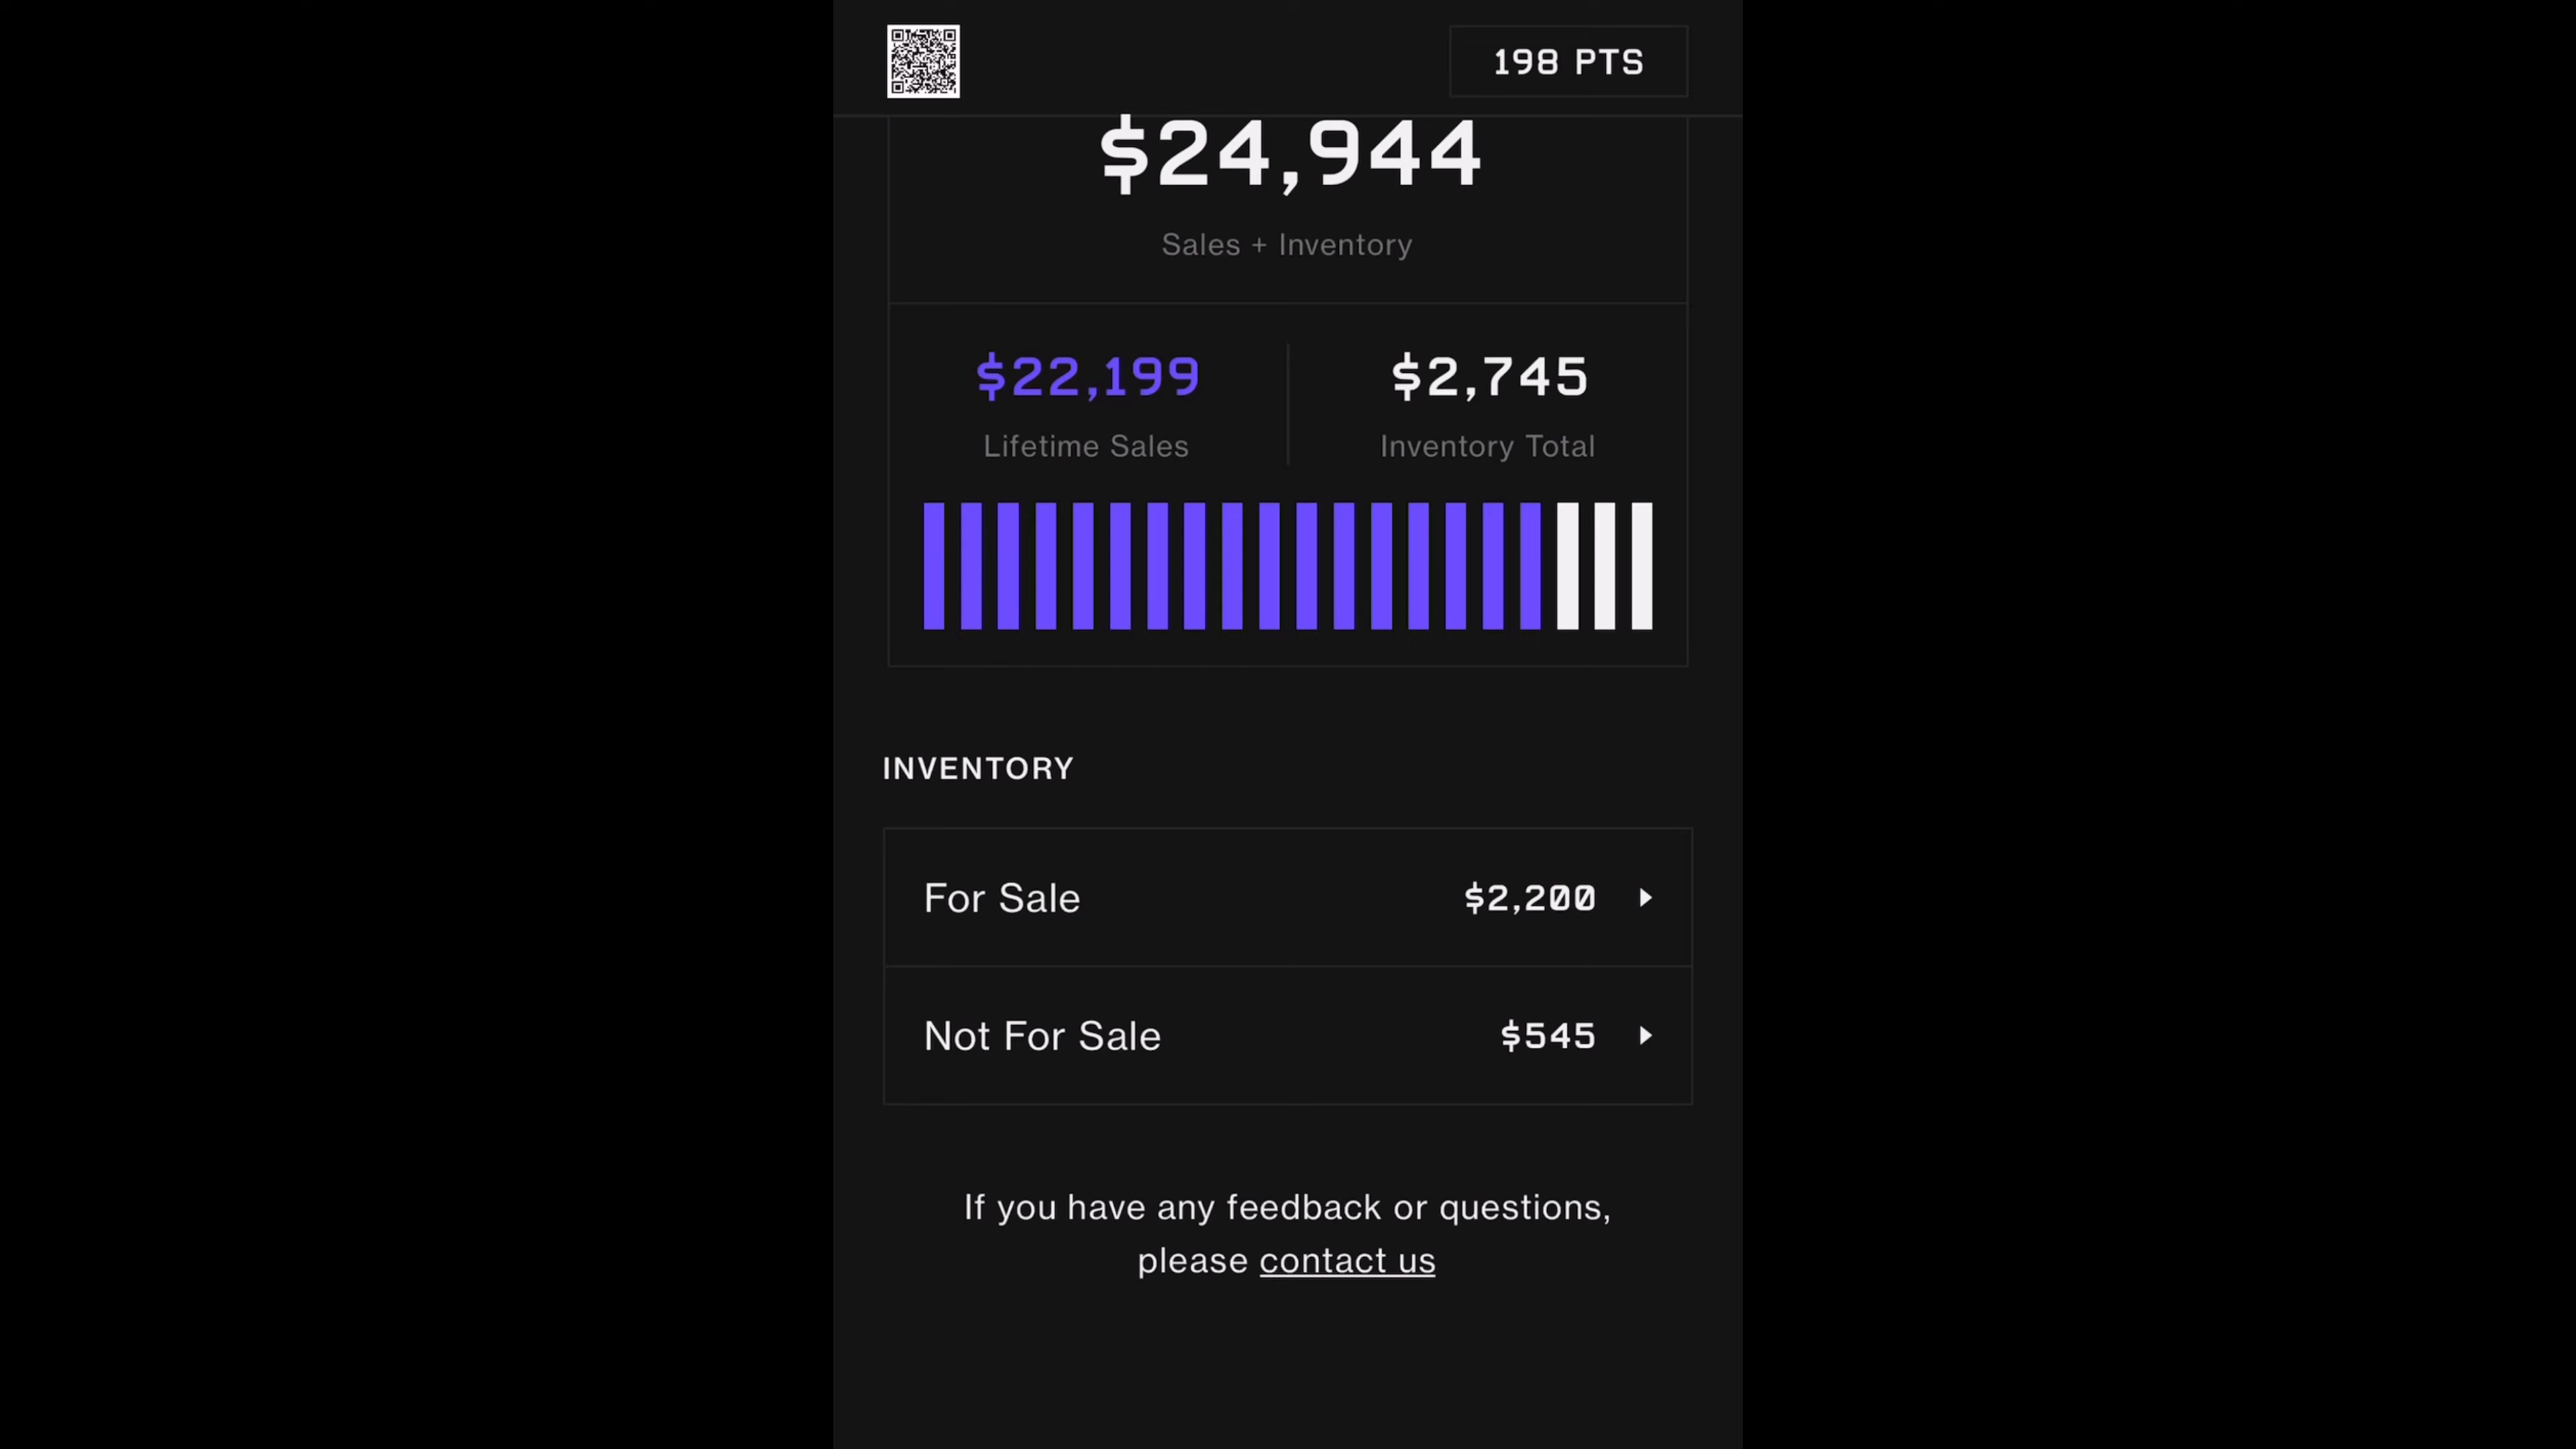 198 PTS
$24,944
Sales + Inventory
$22,199
$2,745
Lifetime Sales
Inventory Total
INVENTORY
For Sale
$2,200
Not For Sale
$545
If you have any feedback or questions,
please contact us